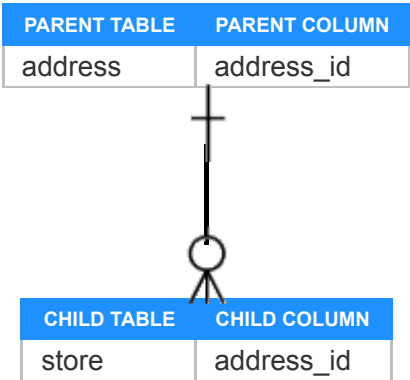 PARENT TABLE PARENT COLUMN
address address_id
CHILD TABLE CHILD COLUMN
store address_id